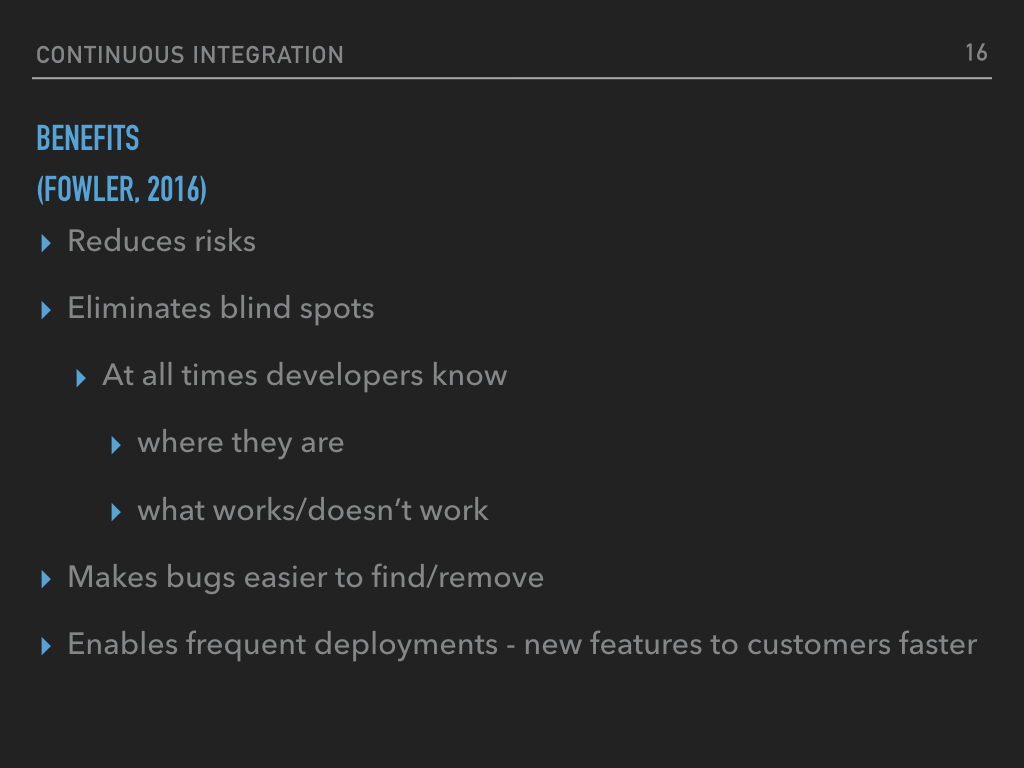 CONTINUOUS INTEGRATION
16
BENEFITS
(FOWLER, 2016)
Reduces risks
Eliminates blind spots
At all times developers know
where they are
what works/doesn’t work
Makes bugs easier to find/remove
Enables frequent deployments - new features to customers faster